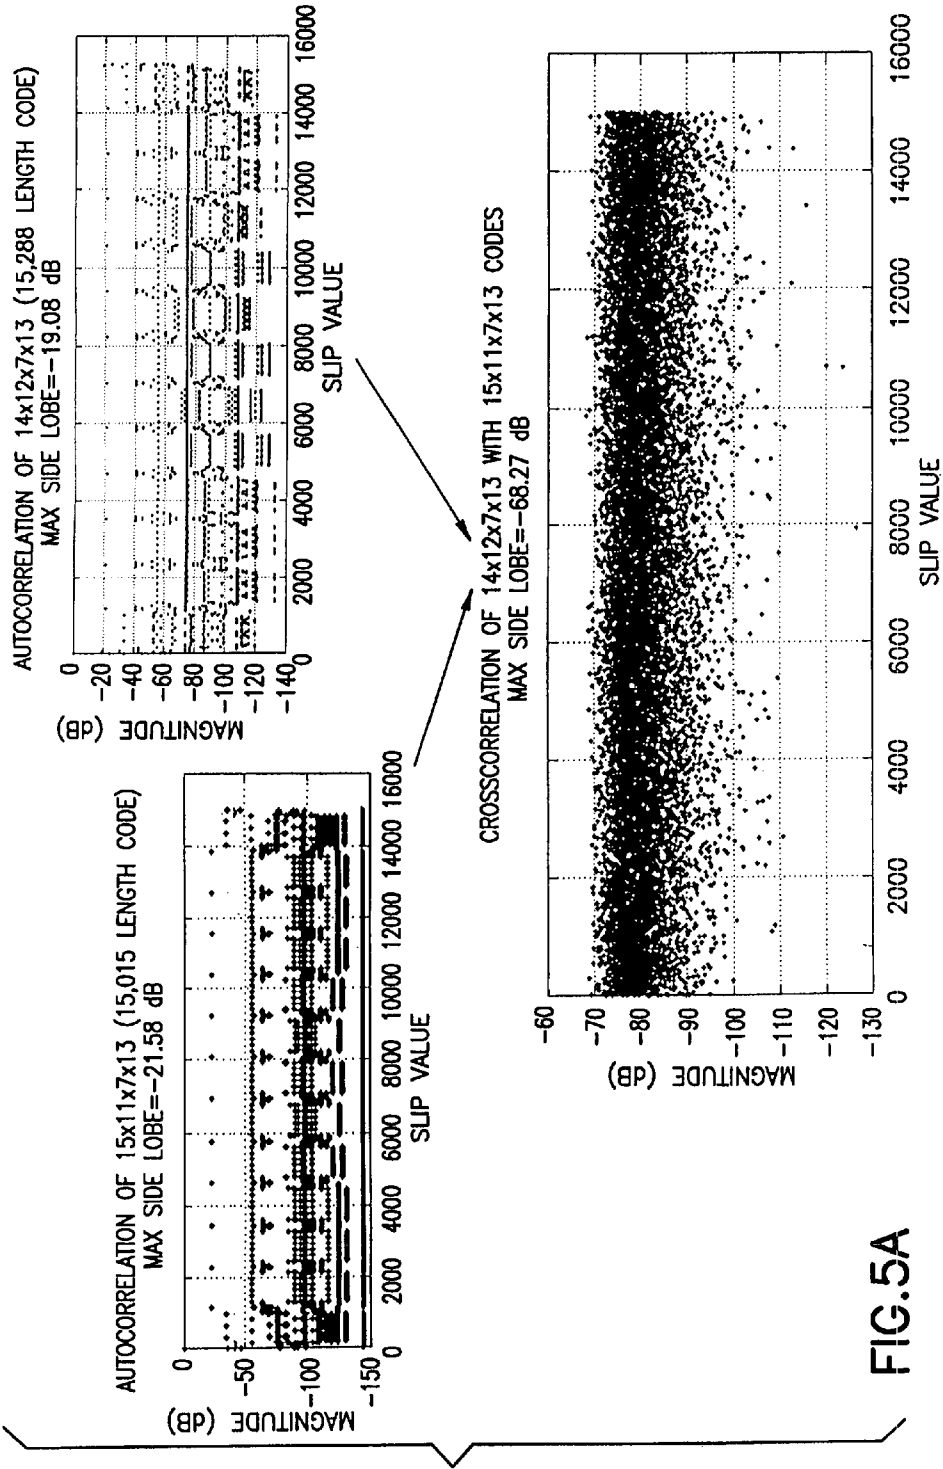 AUTOCORRELATION OF 15x11x7x13 (15,015 LENGTH CODE)
MAX SIDE LOBE=-21.58 dB
MAGNITUDE (dB)
0
-50
-100
-150
0 2000 4000 6000 8000 10000 12000 14000 16000
SLIP VALUE
AUTOCORRELATION OF 14x12x7x13 (15,288 LENGTH CODE)
MAX SIDE LOBE=-19.08 dB
MAGNITUDE (dB)
0
-20
-40
-60
-80
-100
-120
-140
0 2000 4000 6000 8000 10000 12000 14000 16000
SLIP VALUE
CROSSCORRELATION OF 14x12x7x13 WITH 15x11x7x13 CODES
MAX SIDE LOBE=-68.27 dB
MAGNITUDE (dB)
-60
-70
-80
-90
-100
-110
-120
-130
0 2000 4000 6000 8000 10000 12000 14000 16000
SLIP VALUE
FIG.5A